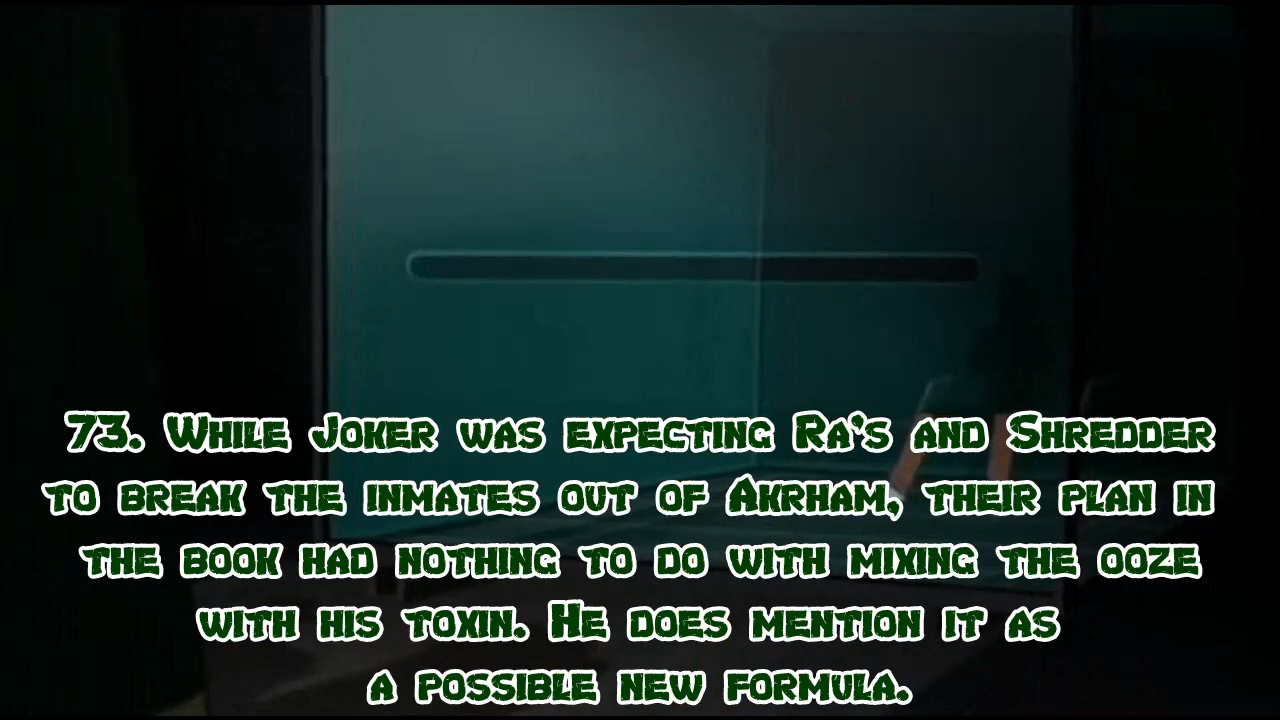 73. While Joker was expecting Ra's and Shredder
to break the inmates out of Akrham, their plan in
the book had nothing to do with mixing the ooze
with his toxin. He does mention it as
a possible new formula.